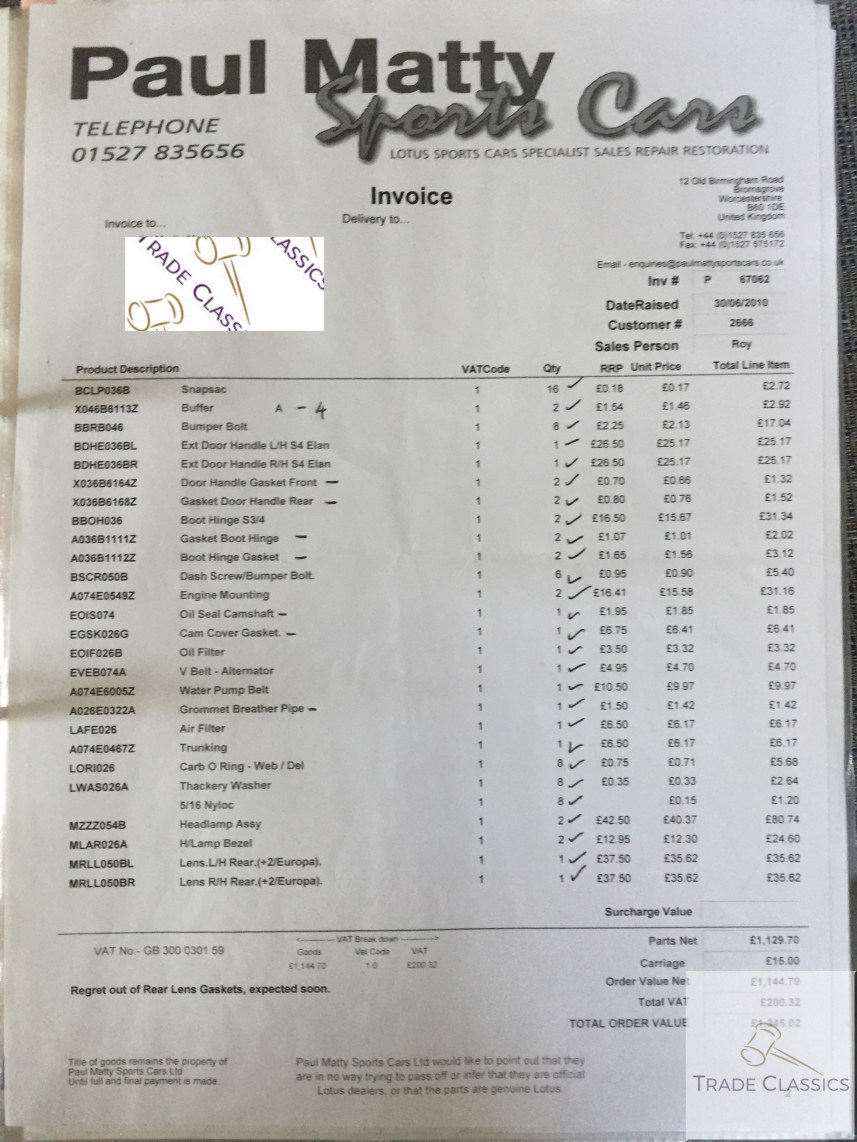 Paul Matty
Sports Cars
TELEPHONE
01527 835656
LOTUS SPORTS CARS SPECIALIST SALES REPAIR RESTORATION
12 Old Birmingham Road
Bromsgrove
Worcestershire
B60 1DE
United Kingdom
Invoice
Invoice to...
Delivery to...
Tel: +44 (0)1527 835 656
Fax: +44 (0)1527 575172
Email - enquiries@paulmattysportscars.co.uk
TRADE CLASSICS
Inv # P 67062
DateRaised 30/06/2010
Customer # 2666
Sales Person Roy
Product Description VATCode Qty RRP Unit Price Total Line Item
BCLP036B Snapsac 1 16 £0.18 £0.17 £2.72
X046B6113Z Buffer A - 4 1 2 £1.54 £1.46 £2.92
BBRB046 Bumper Bolt 1 8 £2.25 £2.13 £17.04
BDHE036BL Ext Door Handle L/H S4 Elan 1 1 £26.50 £25.17 £25.17
BDHE036BR Ext Door Handle R/H S4 Elan 1 1 £26.50 £25.17 £25.17
X036B6164Z Door Handle Gasket Front 1 2 £0.70 £0.66 £1.32
X036B6168Z Gasket Door Handle Rear 1 2 £0.80 £0.76 £1.52
BBOH036 Boot Hinge S3/4 1 2 £16.50 £15.67 £31.34
A036B1111Z Gasket Boot Hinge 1 2 £1.07 £1.01 £2.02
A036B1112Z Boot Hinge Gasket 1 2 £1.65 £1.56 £3.12
BSCR050B Dash Screw/Bumper Bolt. 1 6 £0.95 £0.90 £5.40
A074E0549Z Engine Mounting 1 2 £16.41 £15.58 £31.16
EOIS074 Oil Seal Camshaft 1 1 £1.95 £1.85 £1.85
EGSK026G Cam Cover Gasket. 1 1 £6.75 £6.41 £6.41
EOIF026B Oil Filter 1 1 £3.50 £3.32 £3.32
EVEB074A V Belt - Alternator 1 1 £4.95 £4.70 £4.70
A074E6005Z Water Pump Belt 1 1 £10.50 £9.97 £9.97
A026E0322A Grommet Breather Pipe 1 1 £1.50 £1.42 £1.42
LAFE026 Air Filter 1 1 £6.50 £6.17 £6.17
A074E0467Z Trunking 1 1 £6.50 £6.17 £6.17
LORI026 Carb O Ring - Web / Del 1 8 £0.75 £0.71 £5.68
LWAS026A Thackery Washer 1 8 £0.35 £0.33 £2.64
5/16 Nyloc 1 8 £0.15 £1.20
MZZZ054B Headlamp Assy 1 2 £42.50 £40.37 £80.74
MLAR026A H/Lamp Bezel 1 2 £12.95 £12.30 £24.60
MRLL050BL Lens.L/H Rear.(+2/Europa). 1 1 £37.50 £35.62 £35.62
MRLL050BR Lens R/H Rear.(+2/Europa). 1 1 £37.50 £35.62 £35.62
Surcharge Value
VAT No:- GB 300 0301 59
<---------- VAT Break down ---------->
Goods Vat Code VAT
£1,144.70 1.0 £200.32
Parts Net £1,129.70
Carriage £15.00
Order Value Net £1,144.70
Total VAT £200.32
TOTAL ORDER VALUE £1,345.02
Regret out of Rear Lens Gaskets, expected soon.
Title of goods remains the property of
Paul Matty Sports Cars Ltd
Until full and final payment is made
Paul Matty Sports Cars Ltd would like to point out that they
are in no way trying to pass off or infer that they are official
Lotus dealers, or that the parts are genuine Lotus.
TRADE CLASSICS